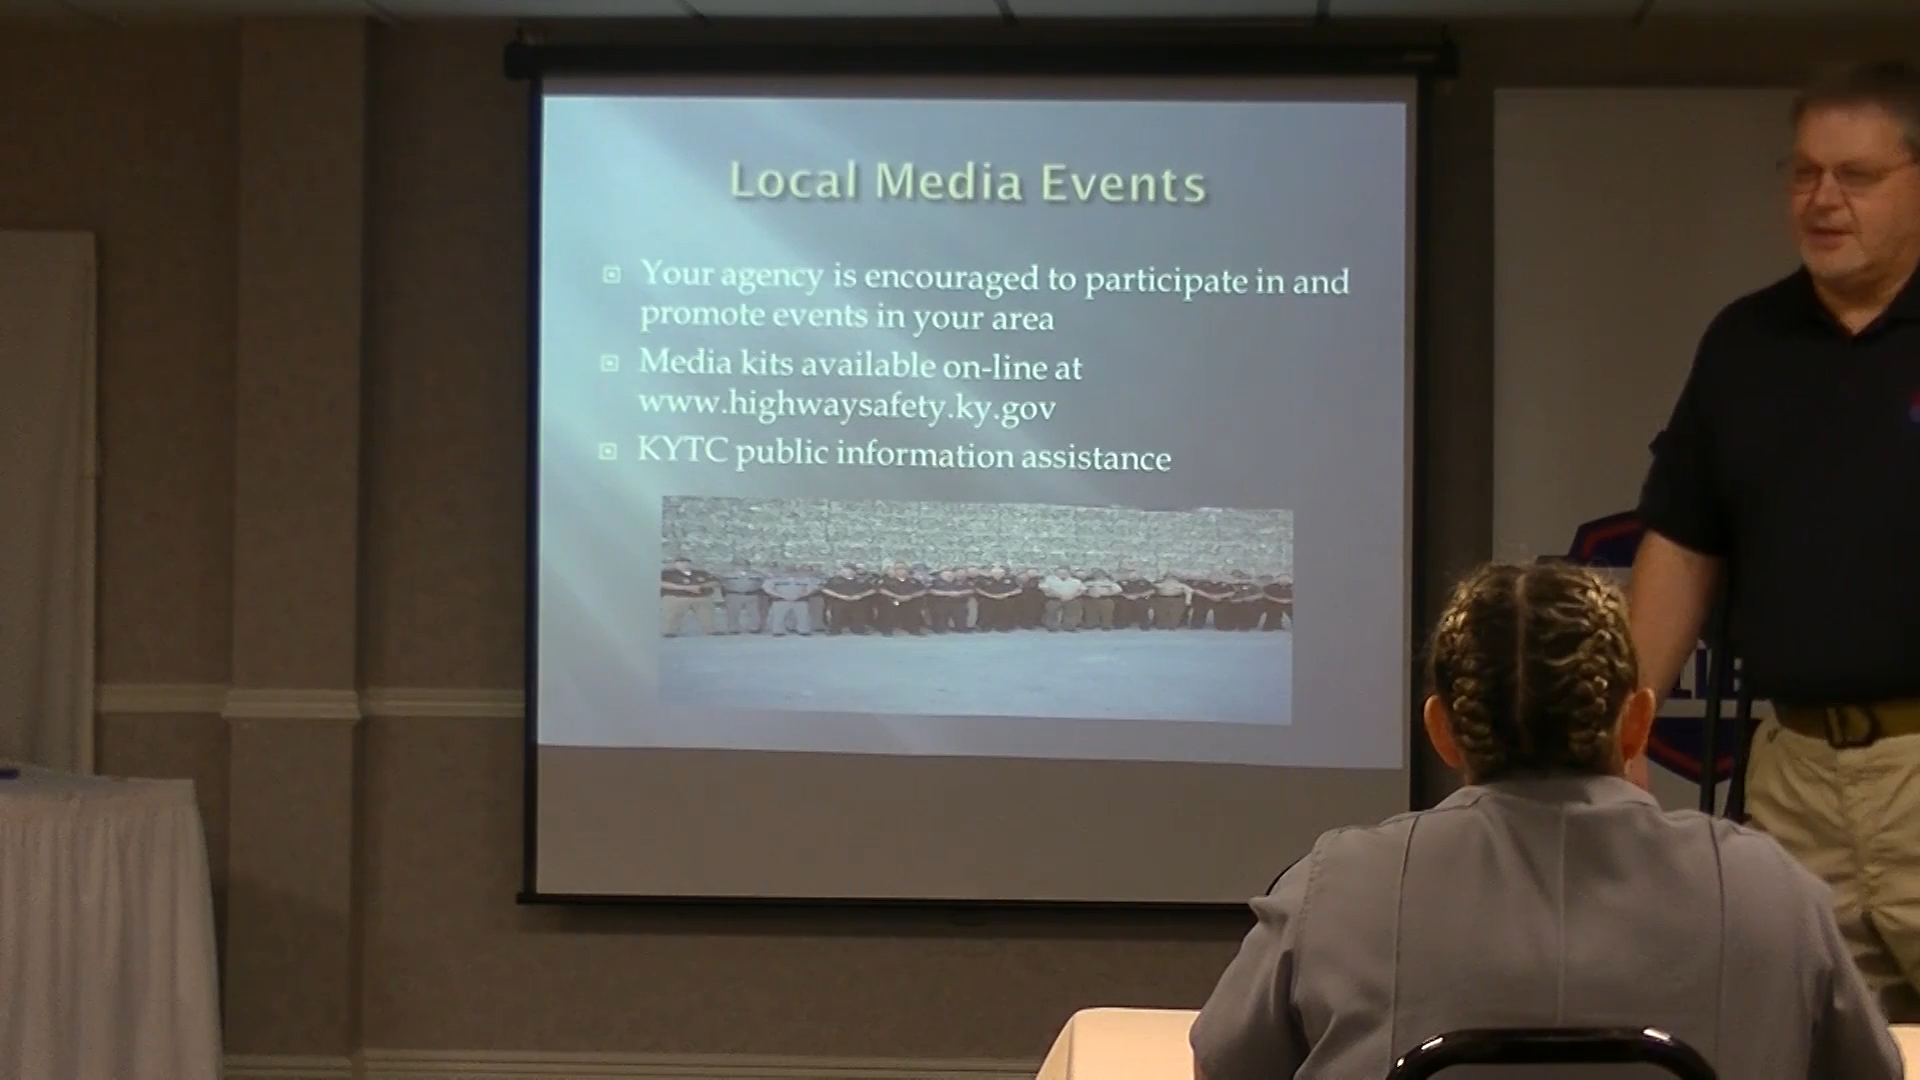 Local Media Events
Your agency is encouraged to participate in and
promote events in your area
Media kits available on-line at
www.highwaysafety.ky.gov
KYTC public information assistance